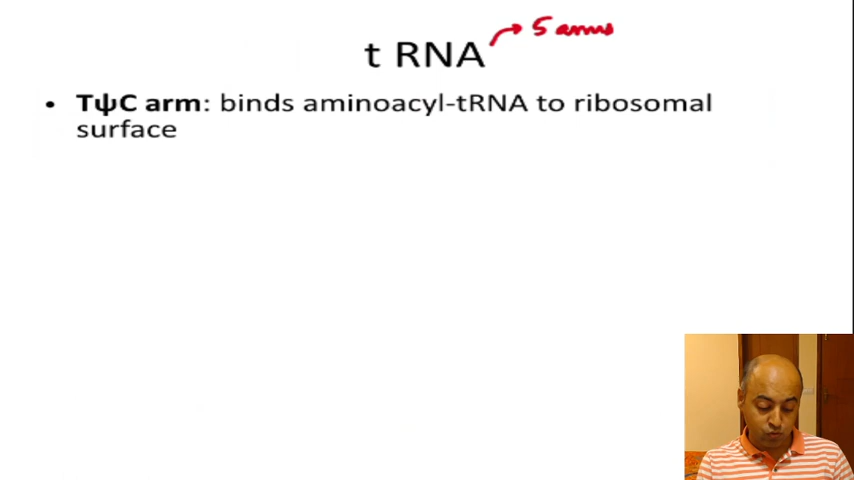 t RNA → 5 arms
• TψC arm: binds aminoacyl-tRNA to ribosomal
surface